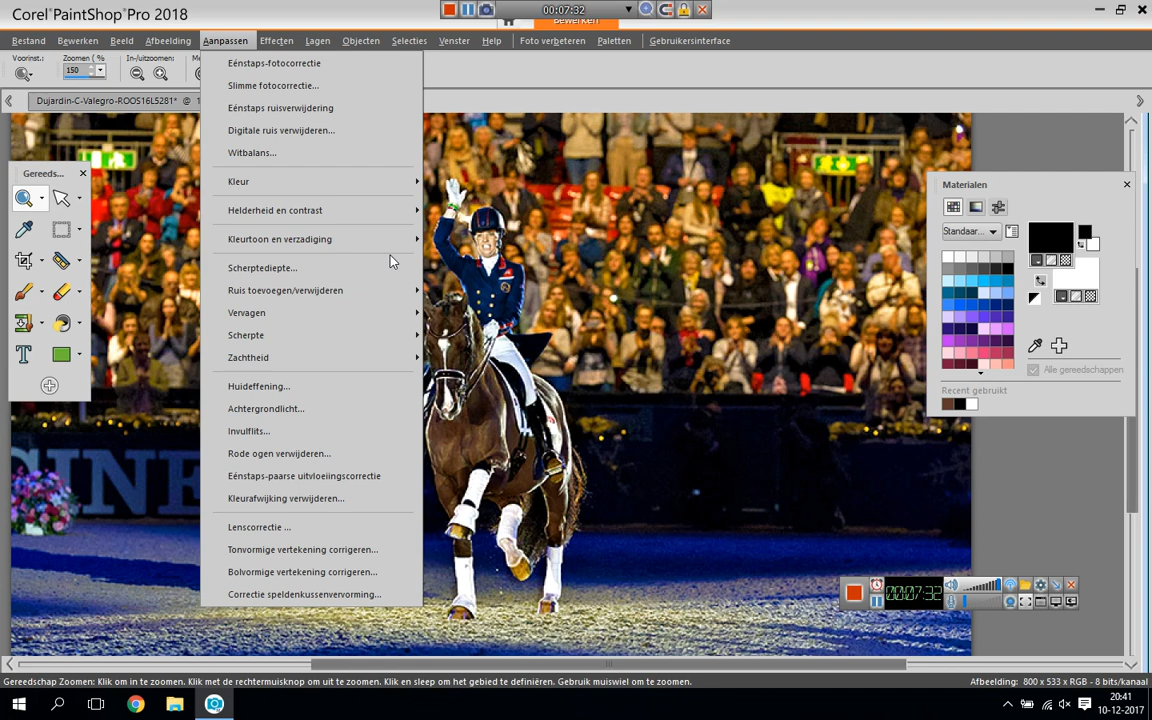 Corel®PaintShop®Pro 2018
00:07:32
Bewerken
Bestand Bewerken Beeld Afbeelding Aanpassen Effecten Lagen Objecten Selecties Venster Help Foto verbeteren Paletten Gebruikersinterface
Voorinst.: Zoomen ( % In-/uitzoomen:
150
Dujardin-C-Valegro-ROOS16L5281* @ 1
Eénstaps-fotocorrectie
Slimme fotocorrectie...
Eénstaps ruisverwijdering
Digitale ruis verwijderen...
Witbalans...
Kleur
Helderheid en contrast
Kleurtoon en verzadiging
Scherptediepte...
Ruis toevoegen/verwijderen
Vervagen
Scherpte
Zachtheid
Huideffening...
Achtergrondlicht...
Invulflits...
Rode ogen verwijderen...
Eénstaps-paarse uitvloeiingscorrectie
Kleurafwijking verwijderen...
Lenscorrectie ...
Tonvormige vertekening corrigeren...
Bolvormige vertekening corrigeren...
Correctie speldenkussenvervorming...
Gereeds...
Materialen
Standaar...
Alle gereedschappen
Recent gebruikt
GINE
00:07:32
Gereedschap Zoomen: Klik om in te zoomen. Klik met de rechtermuisknop om uit te zoomen. Klik en sleep om het gebied te definiëren. Gebruik muiswiel om te zoomen.
Afbeelding: 800 x 533 x RGB - 8 bits/kanaal
20:41
10-12-2017